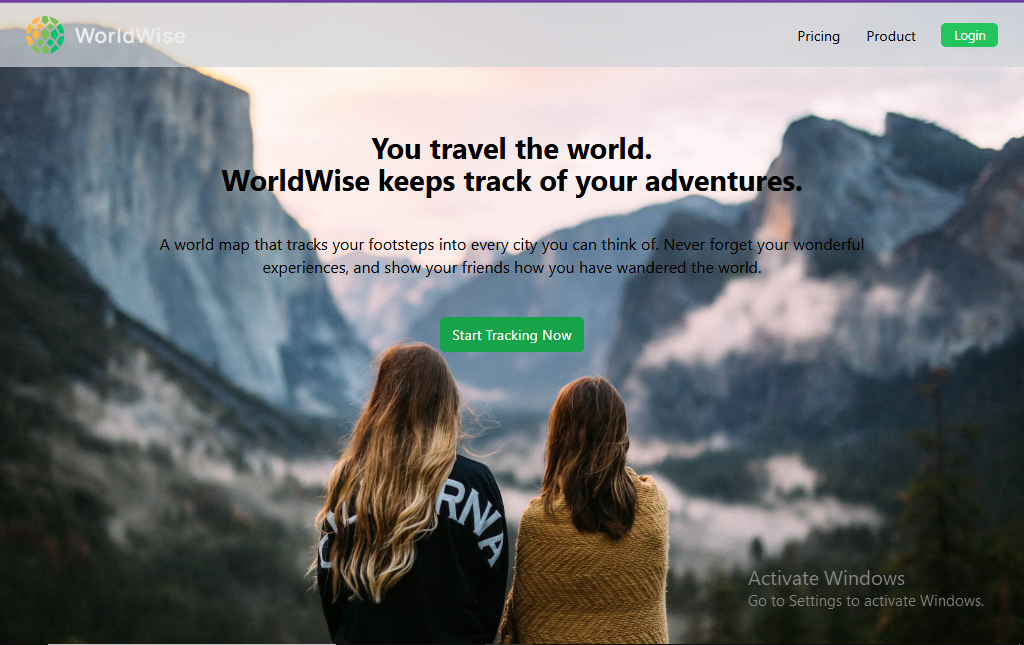 WorldWise
Pricing
Product
Login
You travel the world.
WorldWise keeps track of your adventures.
A world map that tracks your footsteps into every city you can think of. Never forget your wonderful
experiences, and show your friends how you have wandered the world.
Start Tracking Now
RNIA
Activate Windows
Go to Settings to activate Windows.